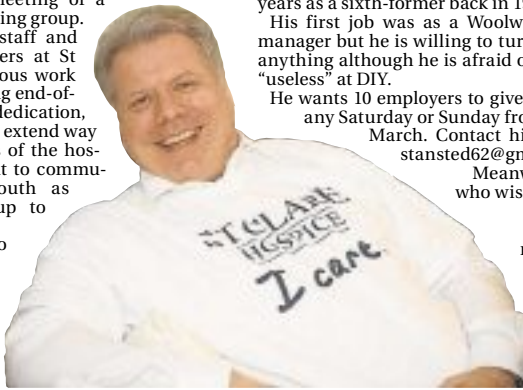 meeting of a
ing group.
staff and
ers at St
ous work
g end-of-
dedication,
extend way
s of the hos-
t to commu-
outh as
up to
o
years as a sixth-former back in 1
His first job was as a Woolw
manager but he is willing to tur
anything although he is afraid o
"useless" at DIY.
He wants 10 employers to give
any Saturday or Sunday fro
March. Contact hi
stansted62@gm
Meanw
who wis
r
ST CLARE
HOSPICE
I care